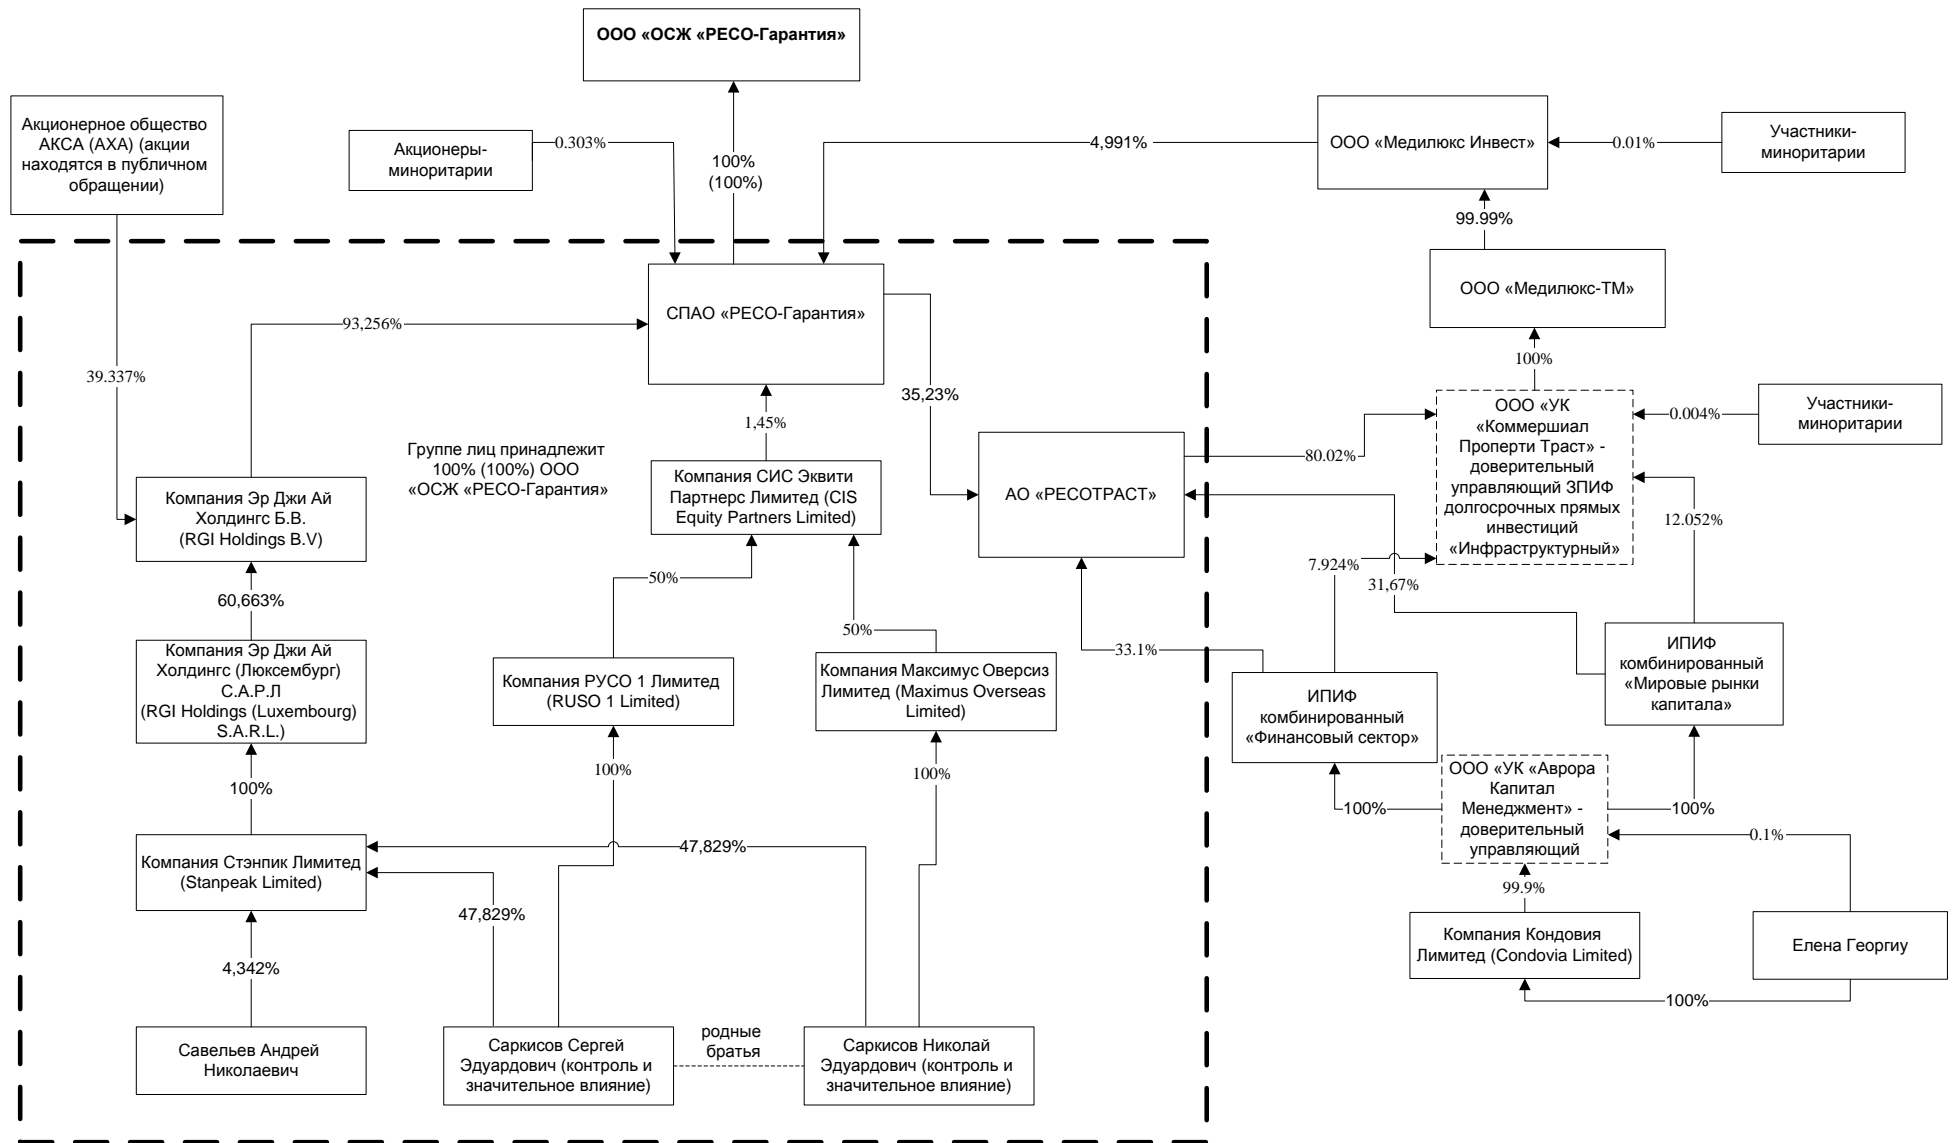 ООО «ОСЖ «РЕСО-Гарантия»
Акционерное общество
АКСА (AXA) (акции
находятся в публичном
обращении)
Акционеры-
миноритарии
0.303%
100%
(100%)
4,991%
ООО «Медилюкс Инвест»
0.01%
Участники-
миноритарии
99.99%
ООО «Медилюкс-ТМ»
СПАО «РЕСО-Гарантия»
93,256%
39.337%
35,23%
1,45%
100%
Группе лиц принадлежит
100% (100%) ООО
«ОСЖ «РЕСО-Гарантия»
ООО «УК
«Коммершиал
Проперти Траст» -
доверительный
управляющий ЗПИФ
долгосрочных прямых
инвестиций
«Инфраструктурный»
0.004%
Участники-
миноритарии
80.02%
Компания Эр Джи Ай
Холдингс Б.В.
(RGI Holdings B.V)
Компания СИС Эквити
Партнерс Лимитед (CIS
Equity Partners Limited)
АО «РЕСОТРАСТ»
12.052%
7.924%
31,67%
50%
60,663%
50%
33.1%
Компания Эр Джи Ай
Холдингс (Люксембург)
С.А.Р.Л
(RGI Holdings (Luxembourg)
S.A.R.L.)
Компания РУСО 1 Лимитед
(RUSO 1 Limited)
Компания Максимус Оверсиз
Лимитед (Maximus Overseas
Limited)
ИПИФ
комбинированный
«Финансовый сектор»
ИПИФ
комбинированный
«Мировые рынки
капитала»
100%
100%
100%
100%
100%
ООО «УК «Аврора
Капитал
Менеджмент» -
доверительный
управляющий
0.1%
Компания Стэнпик Лимитед
(Stanpeak Limited)
47,829%
47,829%
99.9%
4,342%
Компания Кондовия
Лимитед (Condovia Limited)
Елена Георгиу
100%
Савельев Андрей
Николаевич
Саркисов Сергей
Эдуардович (контроль и
значительное влияние)
родные
братья
Саркисов Николай
Эдуардович (контроль и
значительное влияние)